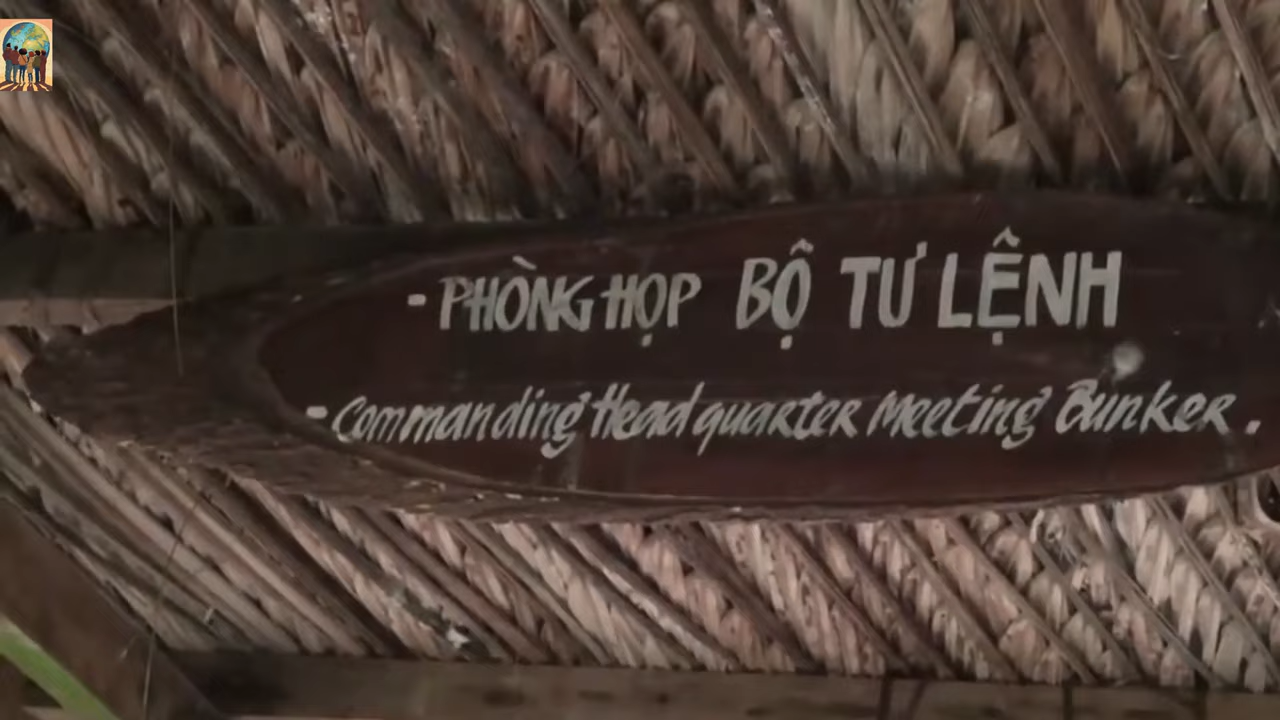 - PHÒNG HỌP BỘ TƯ LỆNH
- Commanding Head quarter Meeting Bunker.